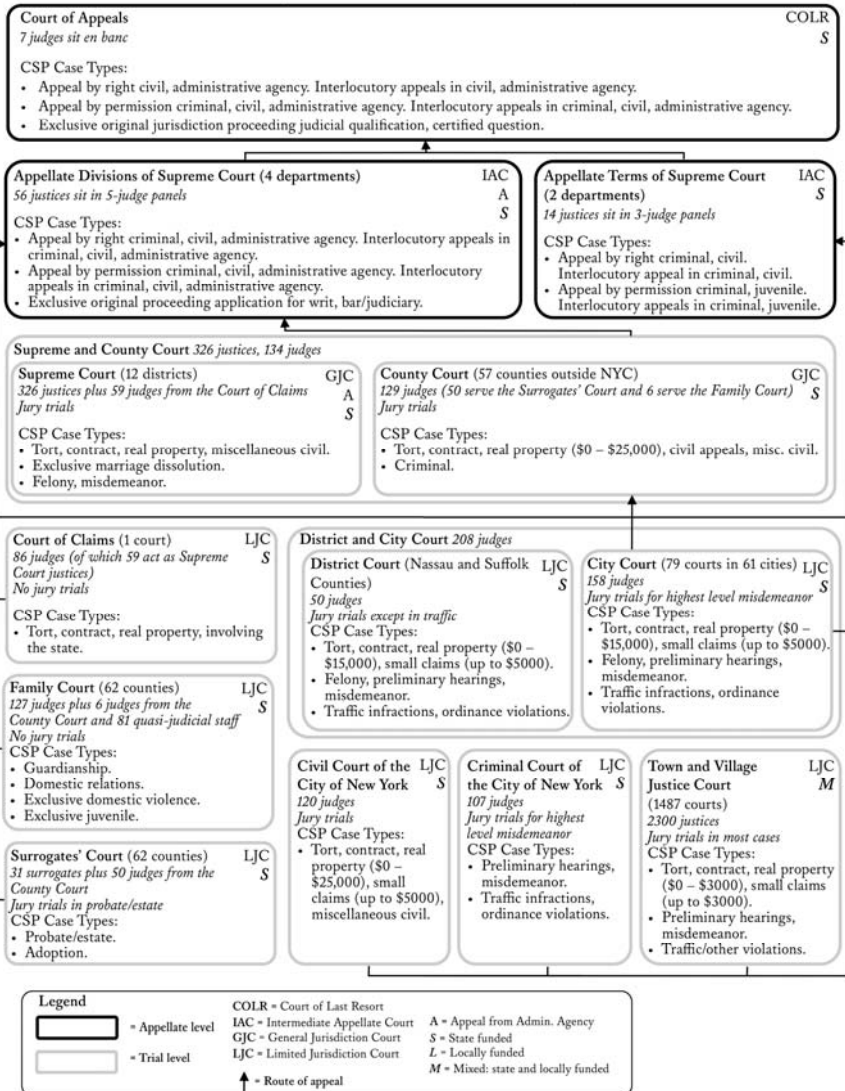 Court of Appeals
COLR
7 judges sit en banc
S
CSP Case Types:
• Appeal by right civil, administrative agency. Interlocutory appeals in civil, administrative agency.
• Appeal by permission criminal, civil, administrative agency. Interlocutory appeals in criminal, civil, administrative agency.
• Exclusive original jurisdiction proceeding judicial qualification, certified question.
Appellate Divisions of Supreme Court (4 departments)
IAC
56 justices sit in 5-judge panels
A
S
CSP Case Types:
• Appeal by right criminal, civil, administrative agency. Interlocutory appeals in
criminal, civil, administrative agency.
• Appeal by permission criminal, civil, administrative agency. Interlocutory
appeals in criminal, civil, administrative agency.
• Exclusive original proceeding application for writ, bar/judiciary.
Appellate Terms of Supreme Court
IAC
(2 departments)
S
14 justices sit in 3-judge panels
CSP Case Types:
• Appeal by right criminal, civil.
Interlocutory appeal in criminal, civil.
• Appeal by permission criminal, juvenile.
Interlocutory appeals in criminal, juvenile.
Supreme and County Court 326 justices, 134 judges
Supreme Court (12 districts)
GJC
326 justices plus 59 judges from the Court of Claims
A
Jury trials
S
CSP Case Types:
• Tort, contract, real property, miscellaneous civil.
• Exclusive marriage dissolution.
• Felony, misdemeanor.
County Court (57 counties outside NYC)
GJC
129 judges (50 serve the Surrogates' Court and 6 serve the Family Court)
S
Jury trials
CSP Case Types:
• Tort, contract, real property ($0 – $25,000), civil appeals, misc. civil.
• Criminal.
Court of Claims (1 court)
LJC
86 judges (of which 59 act as Supreme
S
Court justices)
No jury trials
CSP Case Types:
• Tort, contract, real property, involving
the state.
Family Court (62 counties)
LJC
127 judges plus 6 judges from the
S
County Court and 81 quasi-judicial staff
No jury trials
CSP Case Types:
• Guardianship.
• Domestic relations.
• Exclusive domestic violence.
• Exclusive juvenile.
Surrogates' Court (62 counties)
LJC
31 surrogates plus 50 judges from the
S
County Court
Jury trials in probate/estate
CSP Case Types:
• Probate/estate.
• Adoption.
District and City Court 208 judges
District Court (Nassau and Suffolk
LJC
Counties)
S
50 judges
Jury trials except in traffic
CSP Case Types:
• Tort, contract, real property ($0 –
$15,000), small claims (up to $5000).
• Felony, preliminary hearings,
misdemeanor.
• Traffic infractions, ordinance violations.
City Court (79 courts in 61 cities)
LJC
158 judges
S
Jury trials for highest level misdemeanor
CSP Case Types:
• Tort, contract, real property ($0 –
$15,000), small claims (up to $5000).
• Felony, preliminary hearings,
misdemeanor.
• Traffic infractions, ordinance
violations.
Civil Court of the
LJC
City of New York
S
120 judges
Jury trials
CSP Case Types:
• Tort, contract, real
property ($0 –
$25,000), small
claims (up to $5000),
miscellaneous civil.
Criminal Court of
LJC
the City of New York
S
107 judges
Jury trials for highest
level misdemeanor
CSP Case Types:
• Preliminary hearings,
misdemeanor.
• Traffic infractions,
ordinance violations.
Town and Village
LJC
Justice Court
M
(1487 courts)
2300 justices
Jury trials in most cases
CSP Case Types:
• Tort, contract, real property
($0 – $3000), small claims
(up to $3000).
• Preliminary hearings,
misdemeanor.
• Traffic/other violations.
Legend
= Appellate level
= Trial level
COLR = Court of Last Resort
IAC = Intermediate Appellate Court
GJC = General Jurisdiction Court
LJC = Limited Jurisdiction Court
= Route of appeal
A = Appeal from Admin. Agency
S = State funded
L = Locally funded
M = Mixed: state and locally funded